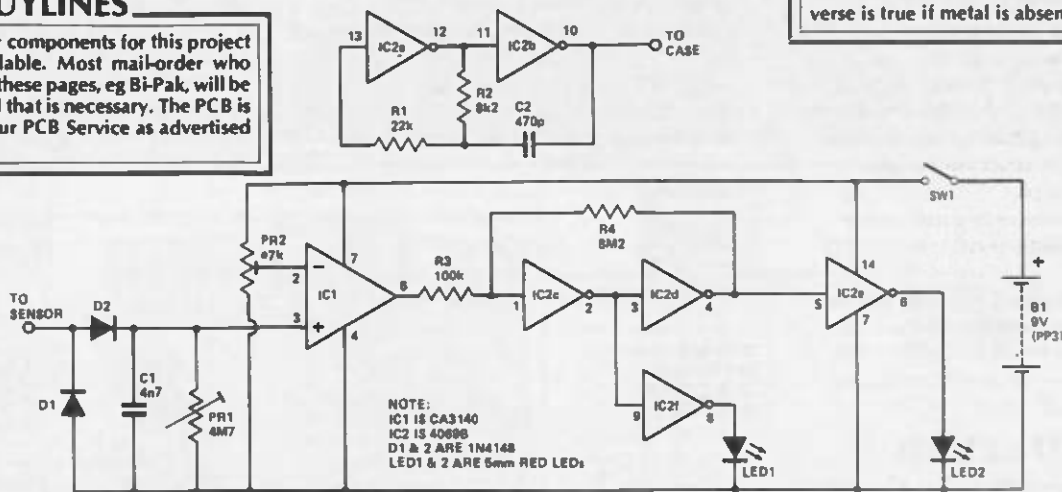 UYLINES
r components for this project
lable. Most mail-order who
these pages, eg Bi-Pak, will be
l that is necessary. The PCB is
ur PCB Service as advertised
verse is true if metal is absen
13
IC2a
12
11
IC2b
10
TO
CASE
R2
8k2
R1
22k
C2
470p
SW1
R4
8M2
PR2
7
2
IC1
6
R3
100k
1
IC2c
2
3
IC2d
4
14
5
IC2e
6
7
+
B1
9V
(PP3)
TO
SENSOR
D2
3
4
D1
C1
4n7
PR1
4M7
9
IC2f
8
NOTE:
IC1 IS CA3140
IC2 IS 4069B
D1 & 2 ARE 1N4148
LED1 & 2 ARE 5mm RED LEDs
LED1
LED2